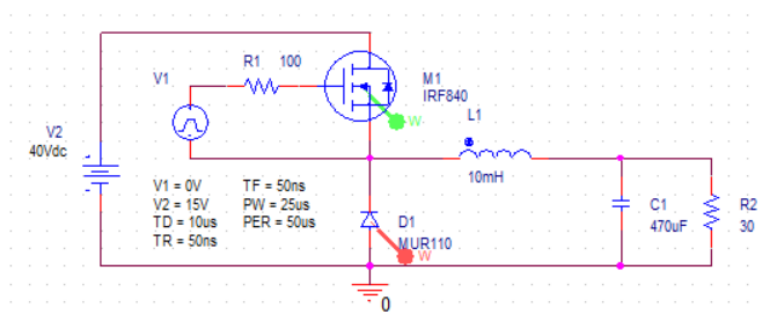 R1 100
V1
M1
IRF840
W
L1
V2
40Vdc
10mH
V1 = 0V TF = 50ns
V2 = 15V PW = 25us
TD = 10us PER = 50us
TR = 50ns
C1
470uF
R2
30
D1
MUR110
W
0